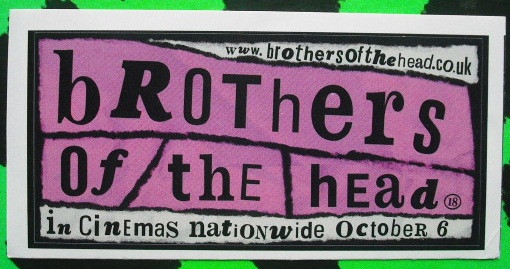 www.brothersofthehead.co.uk
bROTHers
Of the hEad 18
in CinEmas nationwide OctobeR 6